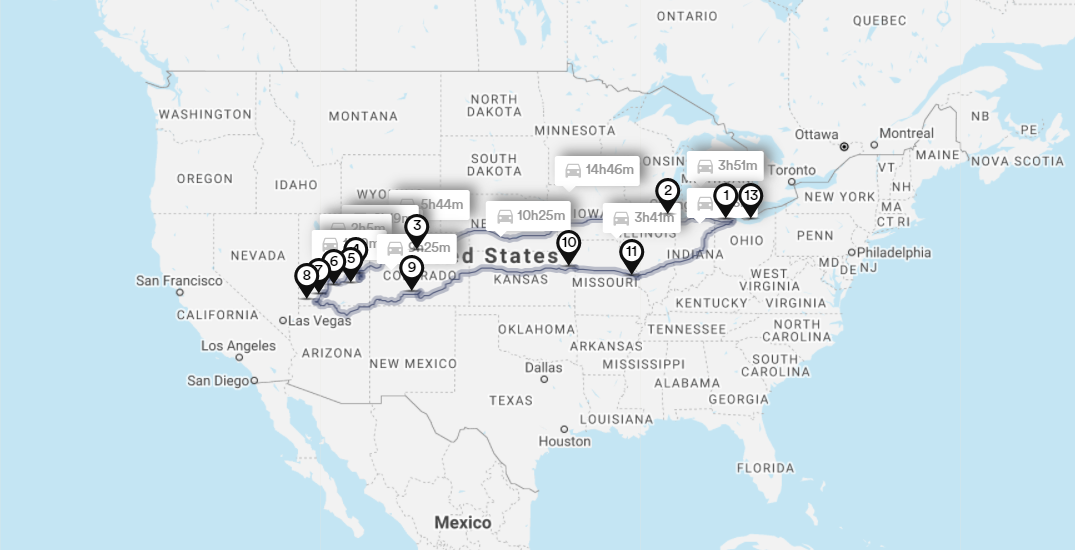 ONTARIO
QUEBEC
WASHINGTON
MONTANA
NORTH
DAKOTA
MINNESOTA
Ottawa
Montreal
NB
PE
MAINE
NOVA SCOTIA
OREGON
IDAHO
SOUTH
DAKOTA
14h46m
3h51m
Toronto
VT
NH
NEW YORK
MA
CT RI
5h44m
2
1
13
10h25m
3h41m
3
NEVADA
10
11
9
8
7
6
5
4
ILLINOIS
INDIANA
OHIO
PENN
Philadelphia
MD
DE
NJ
San Francisco
d States
COLORADO
KANSAS
MISSOURI
WEST
VIRGINIA
VIRGINIA
KENTUCKY
CALIFORNIA
Las Vegas
Los Angeles
ARIZONA
NEW MEXICO
OKLAHOMA
TENNESSEE
NORTH
CAROLINA
ARKANSAS
MISSISSIPPI
SOUTH
CAROLINA
San Diego
Dallas
ALABAMA
GEORGIA
TEXAS
LOUISIANA
Houston
FLORIDA
Mexico